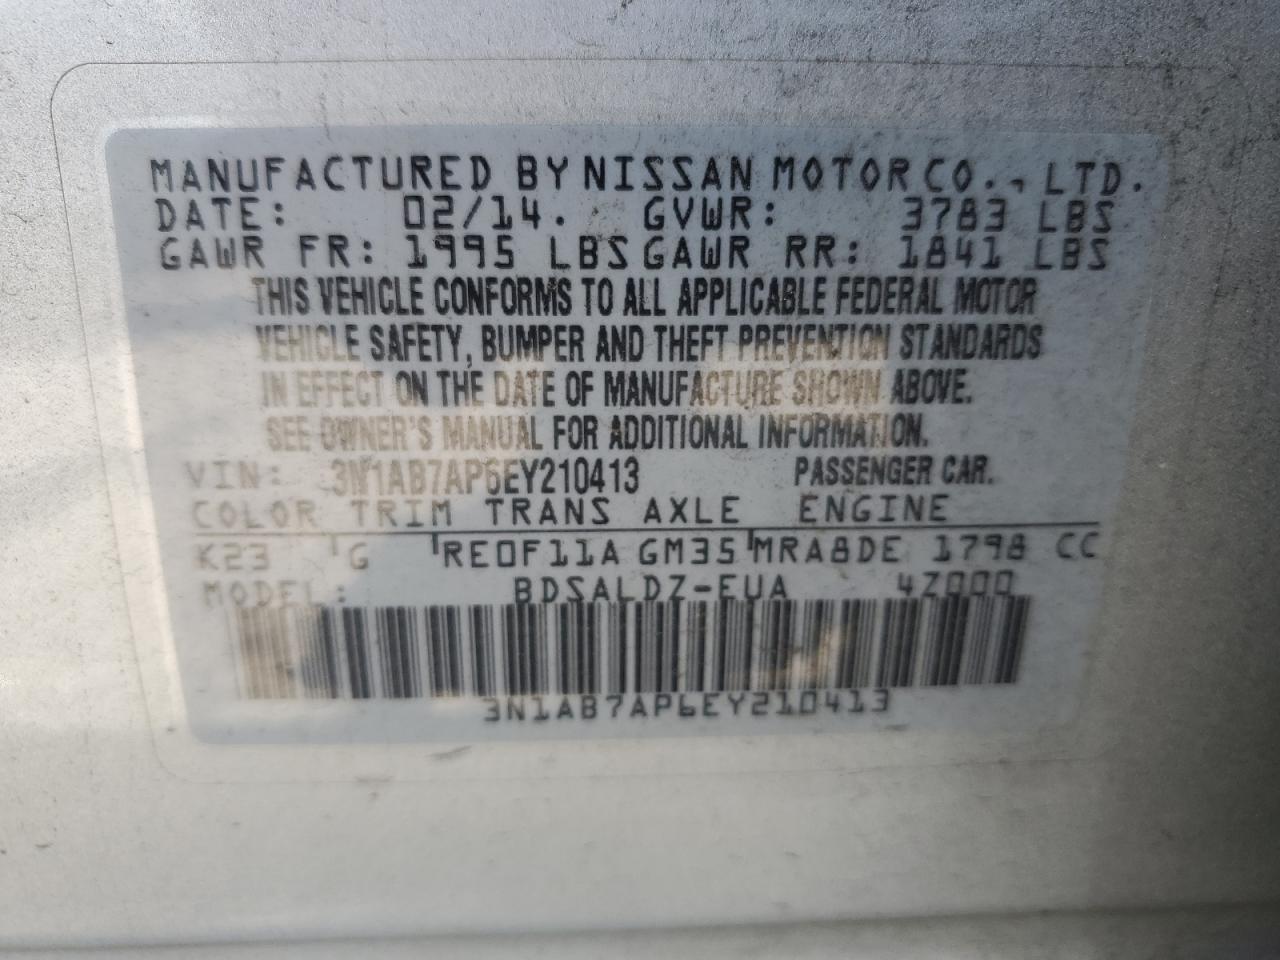 MANUFACTURED BY NISSAN MOTOR CO., LTD.
DATE: 02/14. GVWR: 3783 LBS
GAWR FR: 1995 LBS GAWR RR: 1841 LBS
THIS VEHICLE CONFORMS TO ALL APPLICABLE FEDERAL MOTOR
VEHICLE SAFETY, BUMPER AND THEFT PREVENTION STANDARDS
IN EFFECT ON THE DATE OF MANUFACTURE SHOWN ABOVE.
SEE OWNER'S MANUAL FOR ADDITIONAL INFORMATION.
VIN: 3N1AB7AP6EY210413 PASSENGER CAR.
COLOR TRIM TRANS AXLE ENGINE
K23 G RE0F11A GM35 MRA8DE 1798 CC
MODEL: BDSALDZ-EUA 4Z000
3N1AB7AP6EY210413